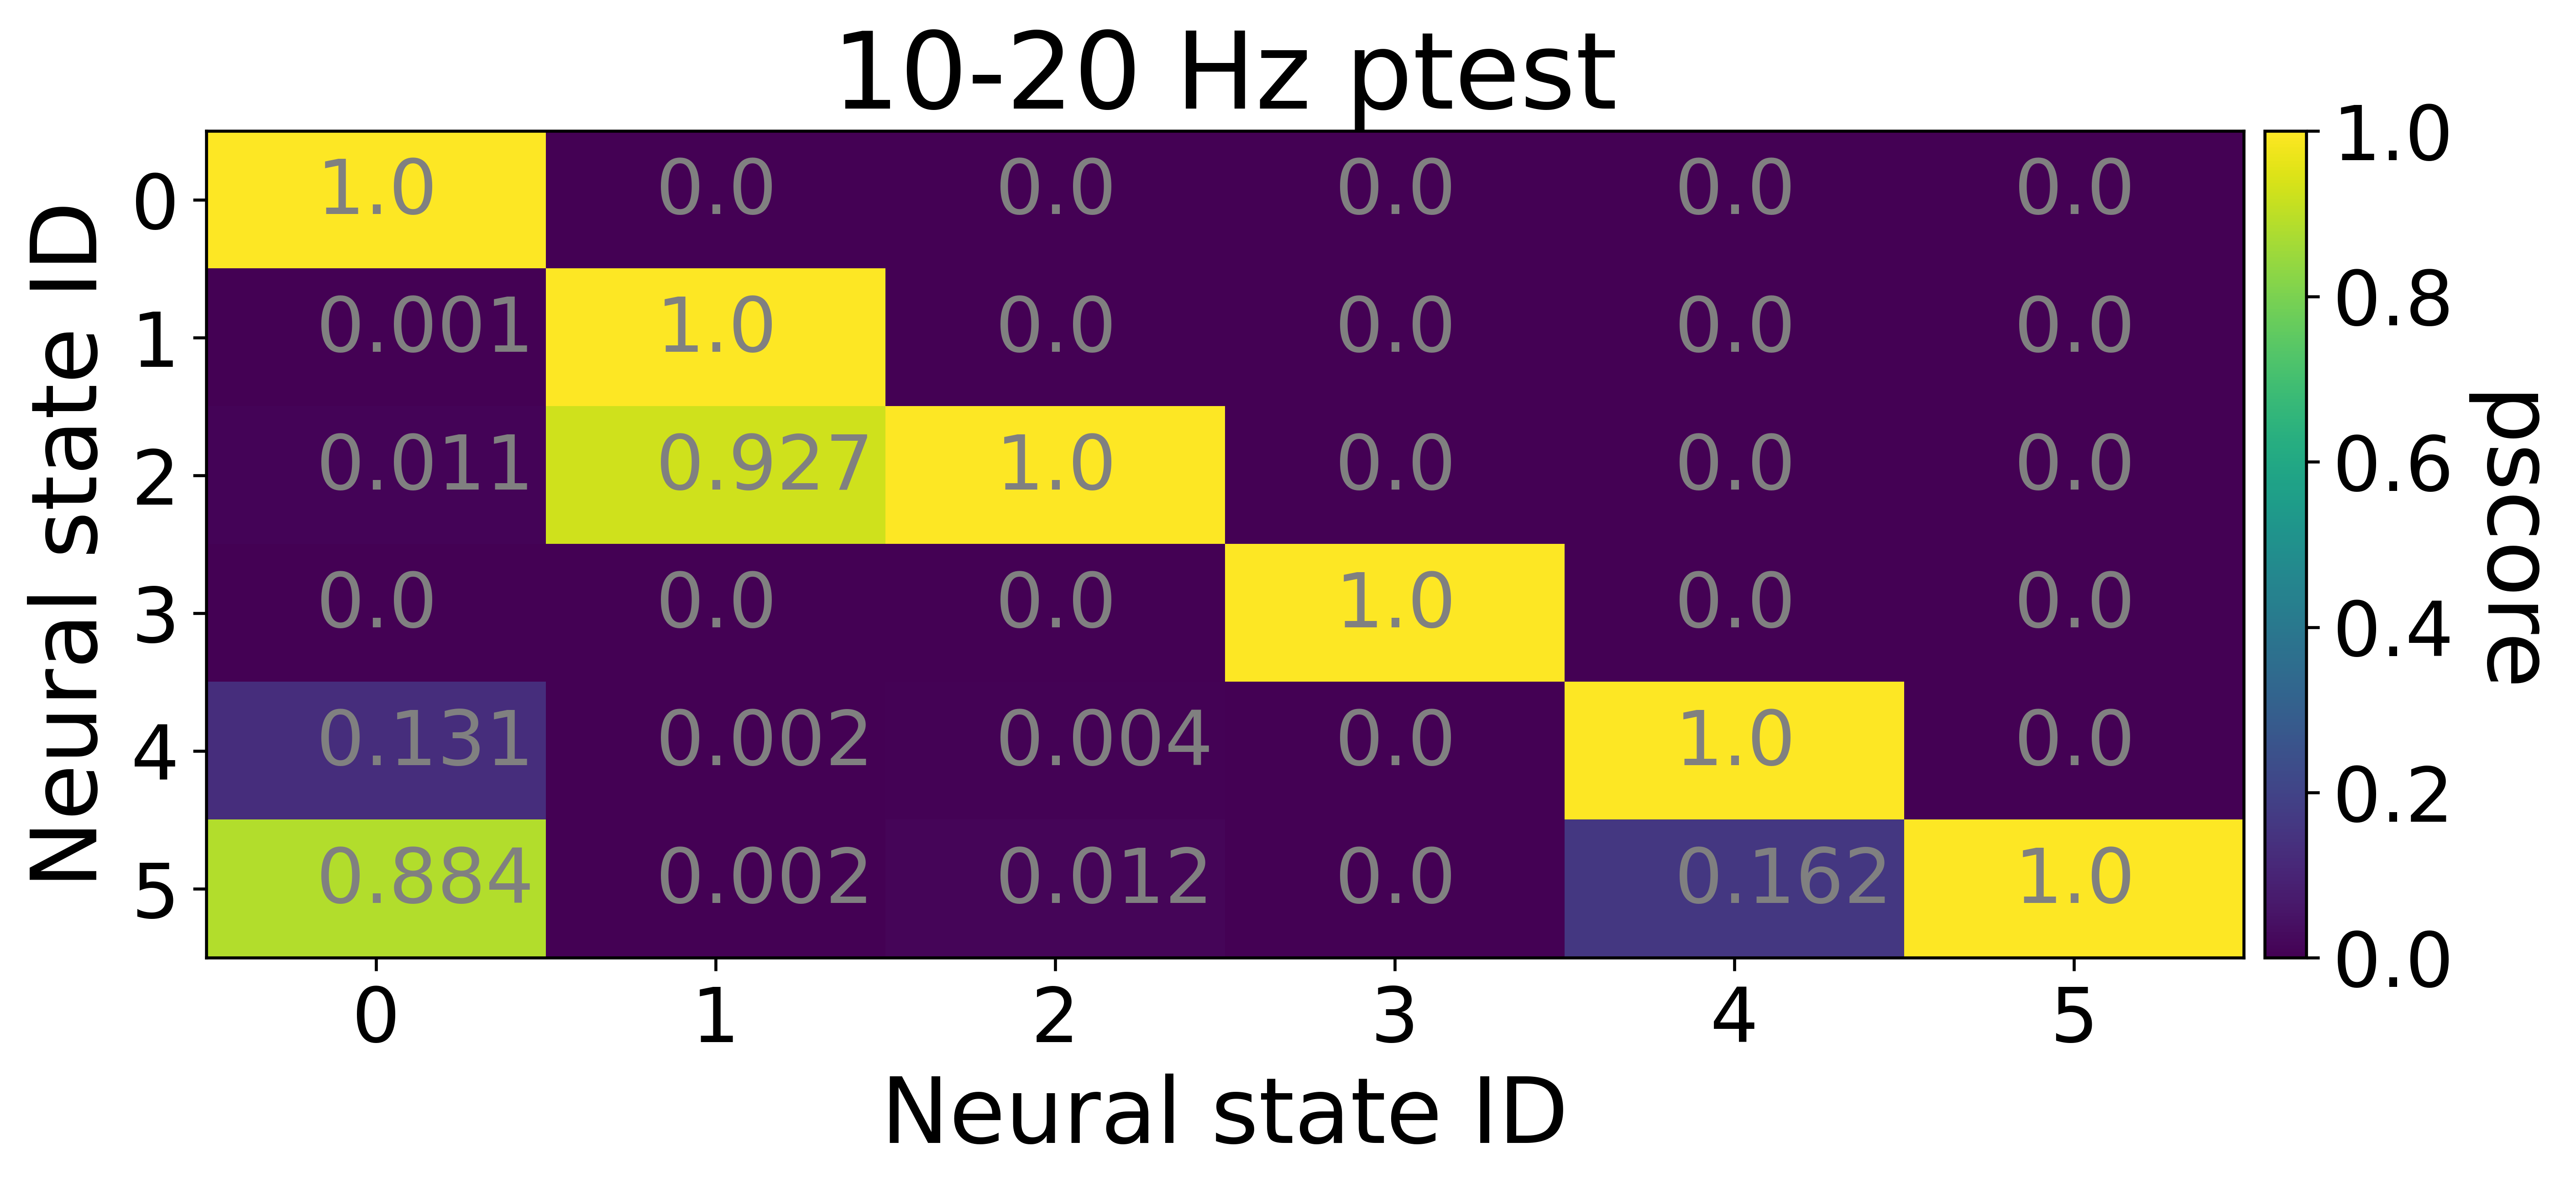 10-20 Hz ptest
Neural state ID
0 1.0 0.0 0.0 0.0 0.0 0.0
1 0.001 1.0 0.0 0.0 0.0 0.0
2 0.011 0.927 1.0 0.0 0.0 0.0
3 0.0 0.0 0.0 1.0 0.0 0.0
4 0.131 0.002 0.004 0.0 1.0 0.0
5 0.884 0.002 0.012 0.0 0.162 1.0
0 1 2 3 4 5
Neural state ID
1.0
0.8
0.6
0.4
0.2
0.0
pscore